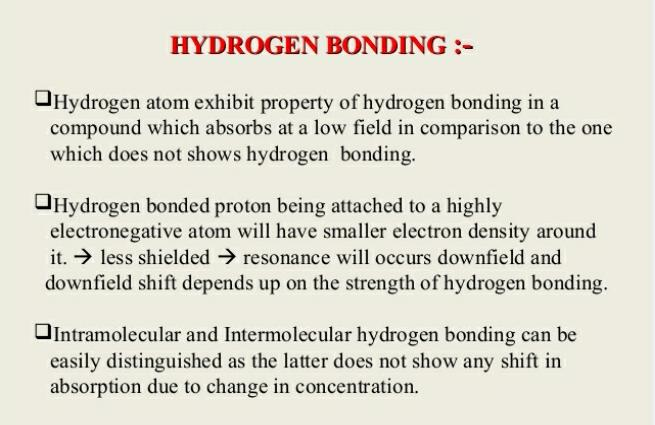 HYDROGEN BONDING :-
❑Hydrogen atom exhibit property of hydrogen bonding in a
compound which absorbs at a low field in comparison to the one
which does not shows hydrogen bonding.
❑Hydrogen bonded proton being attached to a highly
electronegative atom will have smaller electron density around
it. → less shielded → resonance will occurs downfield and
downfield shift depends up on the strength of hydrogen bonding.
❑Intramolecular and Intermolecular hydrogen bonding can be
easily distinguished as the latter does not show any shift in
absorption due to change in concentration.